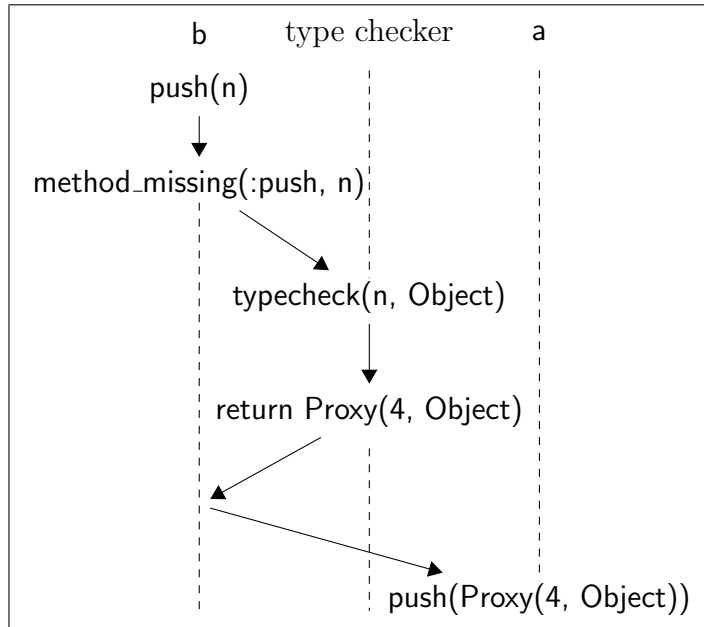 b type checker a
push(n)
method_missing(:push, n)
typecheck(n, Object)
return Proxy(4, Object)
push(Proxy(4, Object))